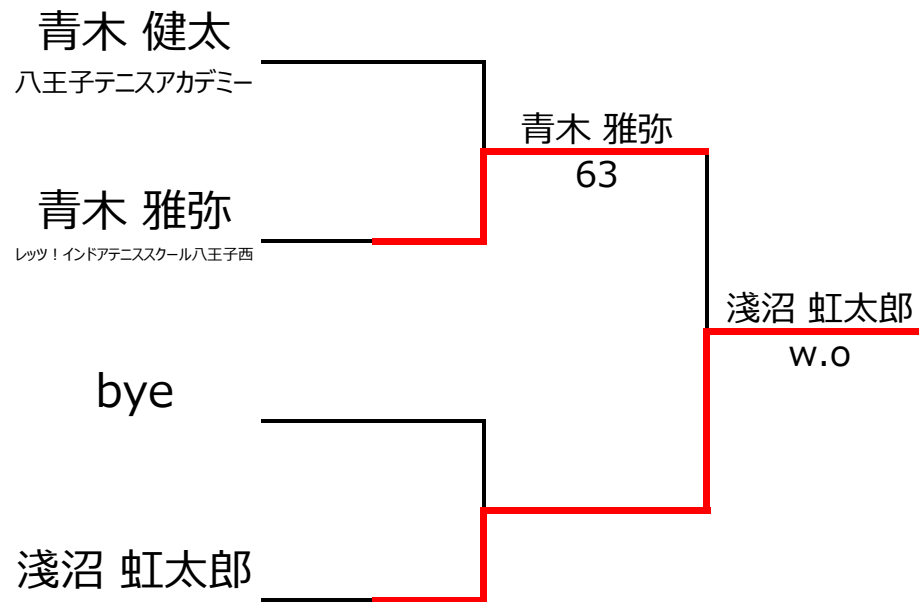 青木 健太
八王子テニスアカデミー
青木 雅弥
63
青木 雅弥
レッツ！インドアテニススクール八王子西
淺沼 虹太郎
w.o
bye
淺沼 虹太郎